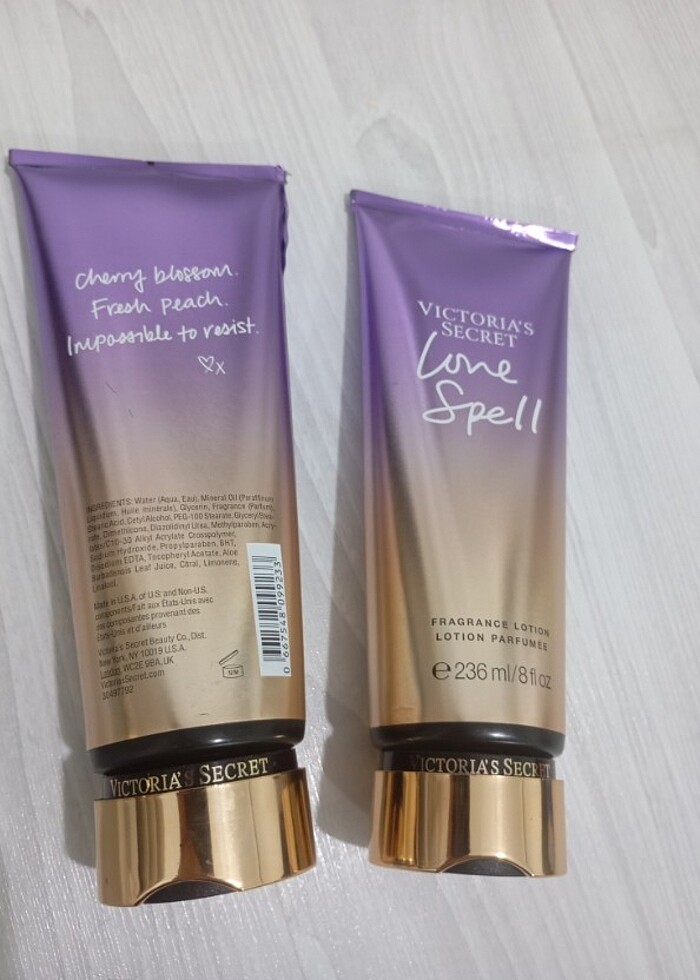 cherry blossom.
Fresh peach.
Impossible to resist.
x
INGREDIENTS: Water (Aqua, Eau), Mineral Oil (Paraffinum
Liquidum, Huile minérale), Glycerin, Fragrance (Parfum),
Stearic Acid, Cetyl Alcohol, PEG-100 Stearate, Glyceryl Stea-
rate, Dimethicone, Diazolidinyl Urea, Methylparaben, Acry-
lates/C10-30 Alkyl Acrylate Crosspolymer,
Sodium Hydroxide, Propylparaben, BHT,
Disodium EDTA, Tocopheryl Acetate, Aloe
Barbadensis Leaf Juice, Citral, Limonene,
Linalool.
Made in U.S.A. of U.S. and Non-U.S.
components/Fait aux États-Unis avec
des composantes provenant des
États-Unis et d'ailleurs
Victoria's Secret Beauty Co., Dist.
New York, NY 10019 U.S.A.
London, WC2E 9BA, UK
VictoriasSecret.com
20497792
12M
0 667548 099233
VICTORIA'S SECRET
VICTORIA'S
SECRET
Love
Spell
FRAGRANCE LOTION
LOTION PARFUMÉE
e 236 ml/8 fl oz
VICTORIA'S SECRET